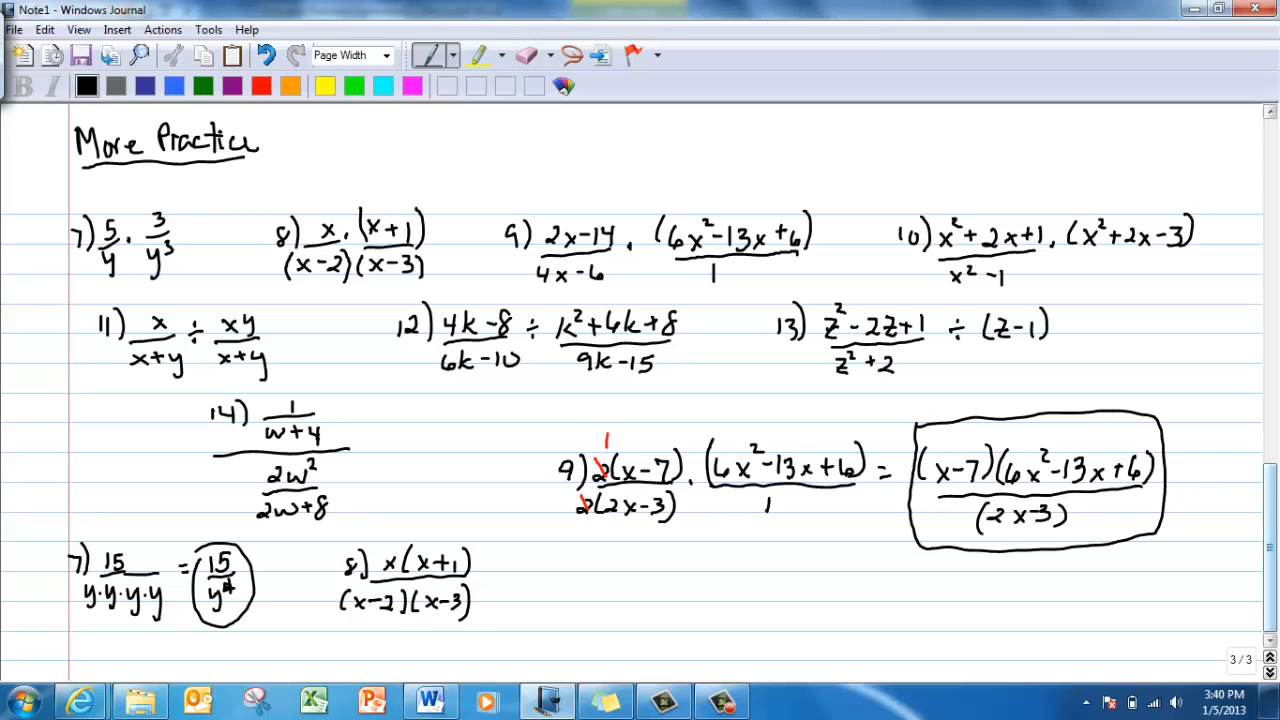 Note1 - Windows Journal
File Edit View Insert Actions Tools Help
Page Width
B I
More Practice
7) 5/y · 3/y³ 8) x/(x-2) · (x+1)/(x-3) 9) 2x-14/4x-6 · (6x²-13x+6)/1 10) x²+2x+1/x²-1 · (x²+2x-3)
11) x/x+y ÷ xy/x+y 12) 4k-8/6k-10 ÷ k²+6k+8/9k-15 13) z²-2z+1/z²+2 ÷ (z-1)
14) 1/w+4 / 2w²/2w+8
1
9) 2(x-7)/2(2x-3) · (6x²-13x+6)/1 = (x-7)(6x²-13x+6)/(2x-3)
7) 15/y·y·y·y = 15/y⁴ 8) x(x+1)/(x-2)(x-3)
3 / 3
3:40 PM
1/5/2013